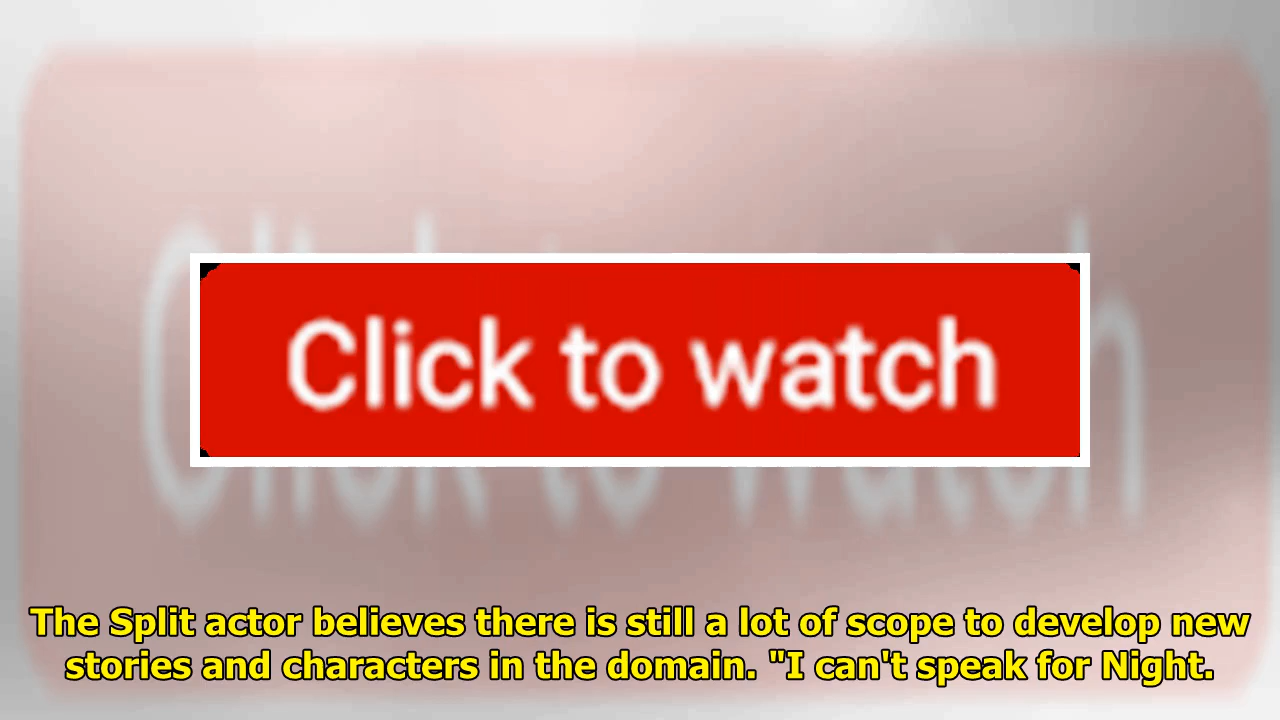 Click to watch
The Split actor believes there is still a lot of scope to develop new
stories and characters in the domain. "I can't speak for Night.